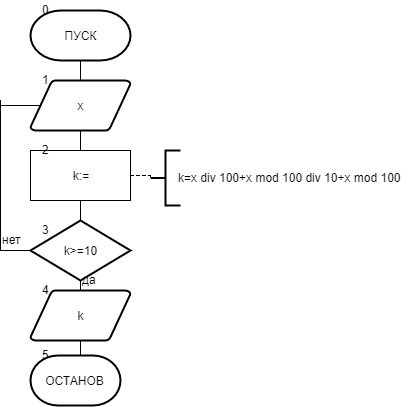 0
ПУСК
1
x
2
k:=
k=x div 100+x mod 100 div 10+x mod 100
3
нет
k>=10
да
4
k
5
ОСТАНОВ